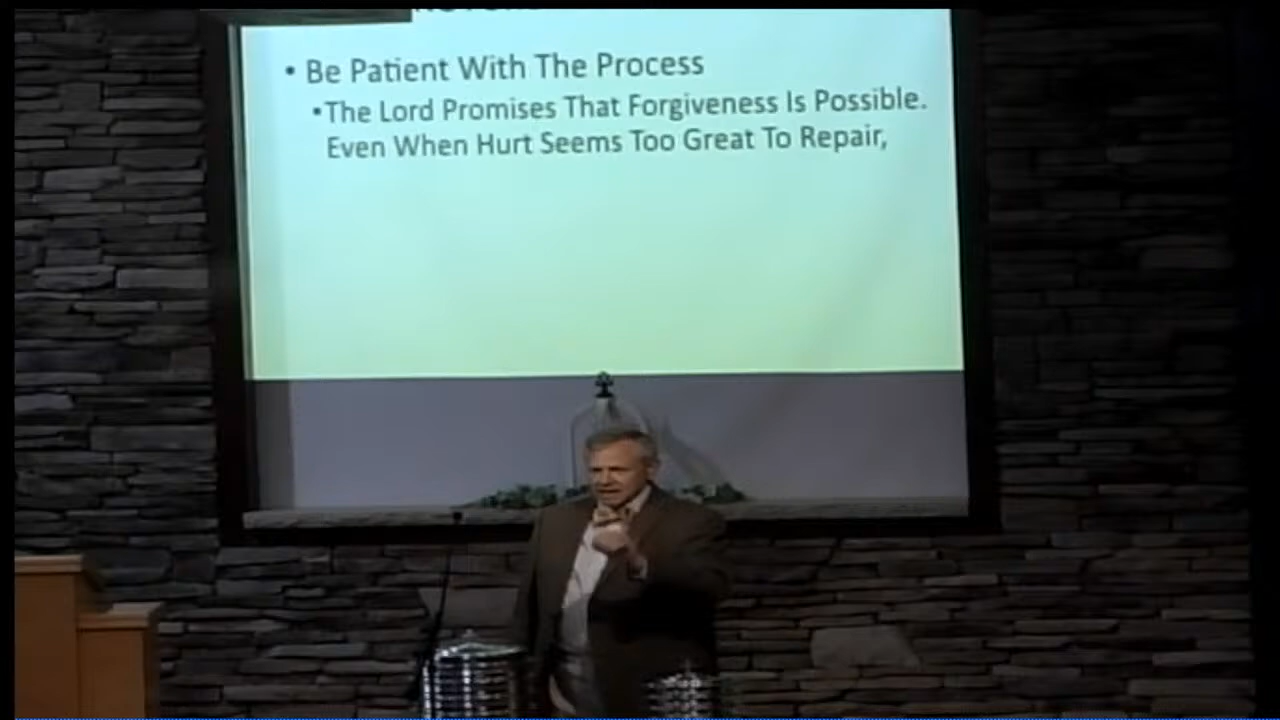 • Be Patient With The Process
▪The Lord Promises That Forgiveness Is Possible.
Even When Hurt Seems Too Great To Repair,